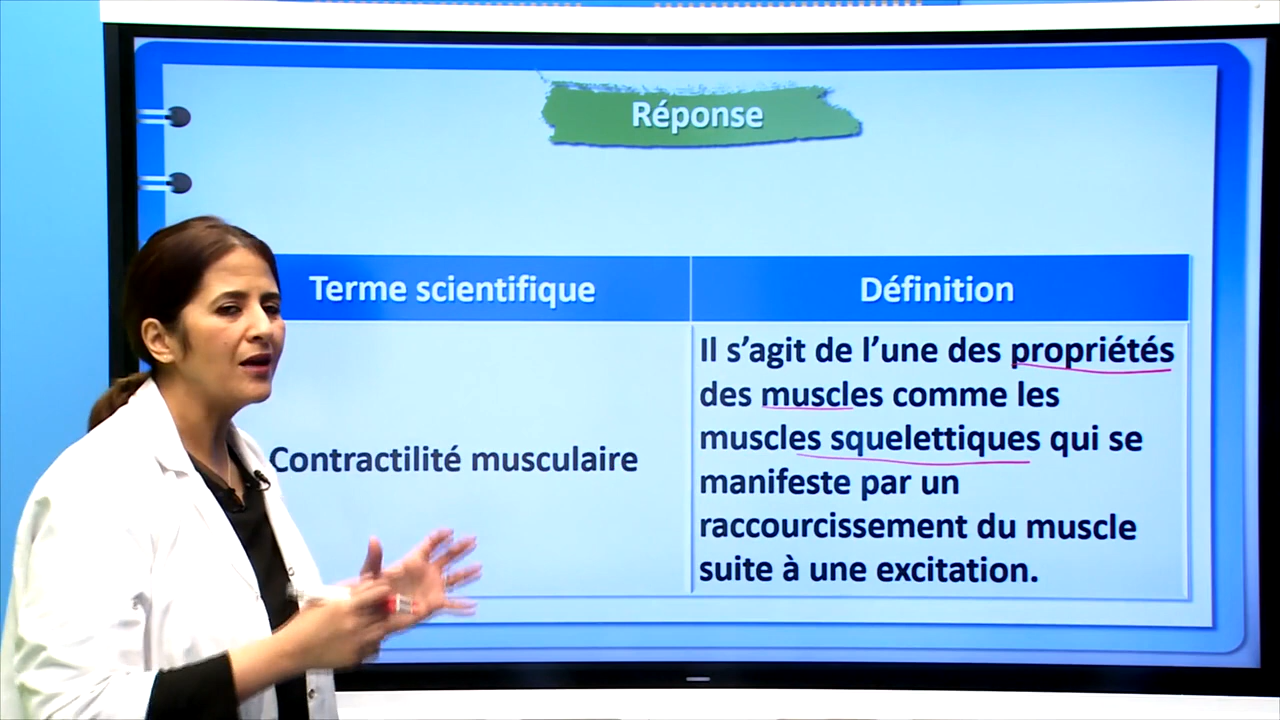 Réponse
Terme scientifique
Définition
Contractilité musculaire
Il s’agit de l’une des propriétés
des muscles comme les
muscles squelettiques qui se
manifeste par un
raccourcissement du muscle
suite à une excitation.